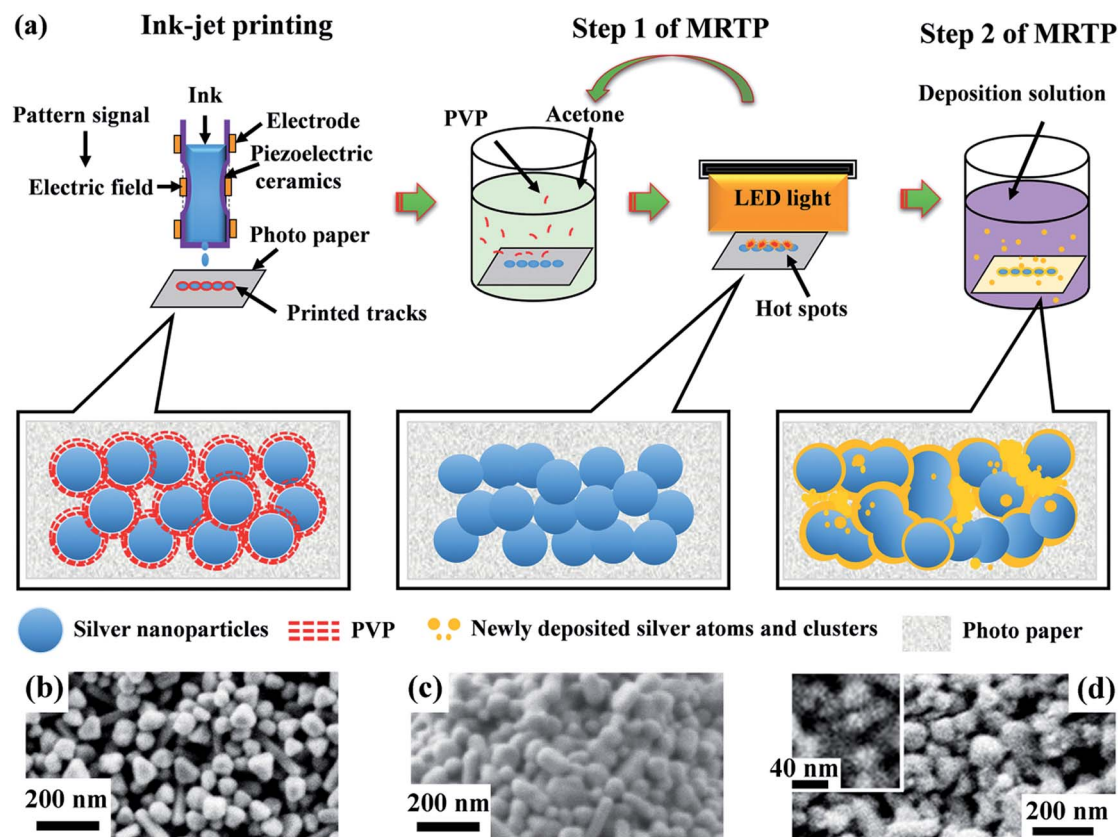 (a)
Ink-jet printing
Step 1 of MRTP
Step 2 of MRTP
Ink
Pattern signal
Electrode
Electric field
Piezoelectric
ceramics
Photo paper
Printed tracks
PVP
Acetone
LED light
Hot spots
Deposition solution
Silver nanoparticles
PVP
Newly deposited silver atoms and clusters
Photo paper
(b)
200 nm
(c)
200 nm
(d)
40 nm
200 nm